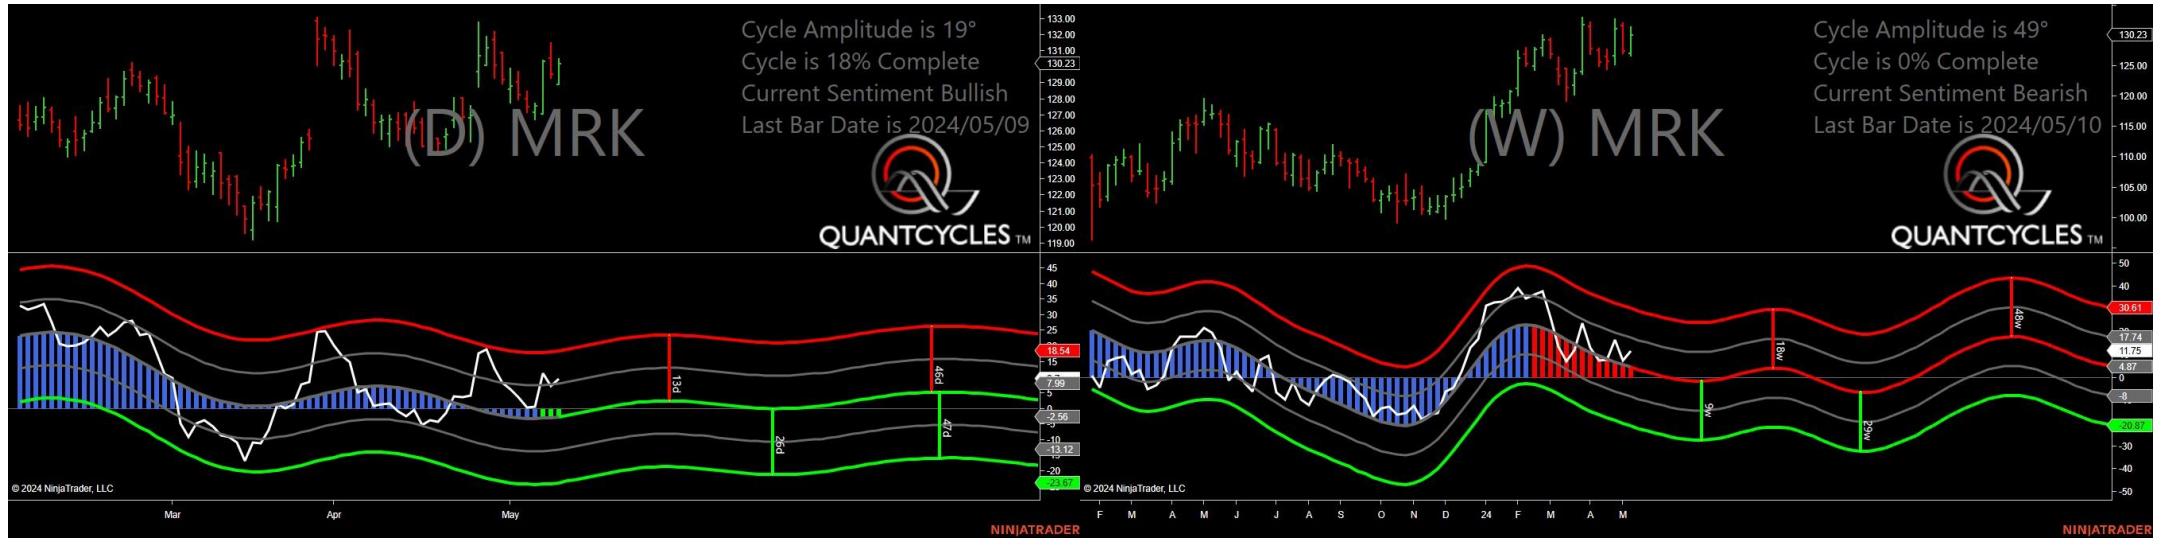 Cycle Amplitude is 19°
Cycle is 18% Complete
Current Sentiment Bullish
Last Bar Date is 2024/05/09
(D) MRK
QUANTCYCLES TM
133.00
132.00
131.00
130.23
129.00
128.00
127.00
126.00
125.00
124.00
123.00
122.00
121.00
120.00
119.00
45
40
35
30
25
18.54
15
10
7.99
5
0
-2.56
-5
-10
-13.12
-20
-23.67
13d
26d
46d
47d
© 2024 NinjaTrader, LLC
Mar
Apr
May
NINJATRADER
Cycle Amplitude is 49°
Cycle is 0% Complete
Current Sentiment Bearish
Last Bar Date is 2024/05/10
(W) MRK
QUANTCYCLES TM
130.23
125.00
120.00
115.00
110.00
105.00
100.00
50
40
30.61
17.74
11.75
4.87
0
-8
-20.87
-30
-40
-50
9w
18w
29w
48w
© 2024 NinjaTrader, LLC
F M A M J J A S O N D 24 F M A M
NINJATRADER